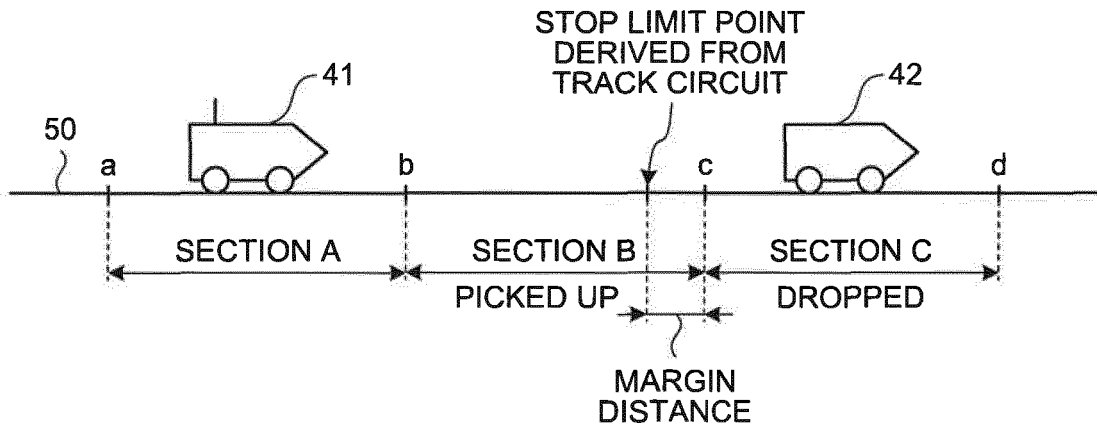 STOP LIMIT POINT
DERIVED FROM
TRACK CIRCUIT
41
42
50
a
b
c
d
SECTION A
SECTION B
SECTION C
PICKED UP
DROPPED
MARGIN
DISTANCE